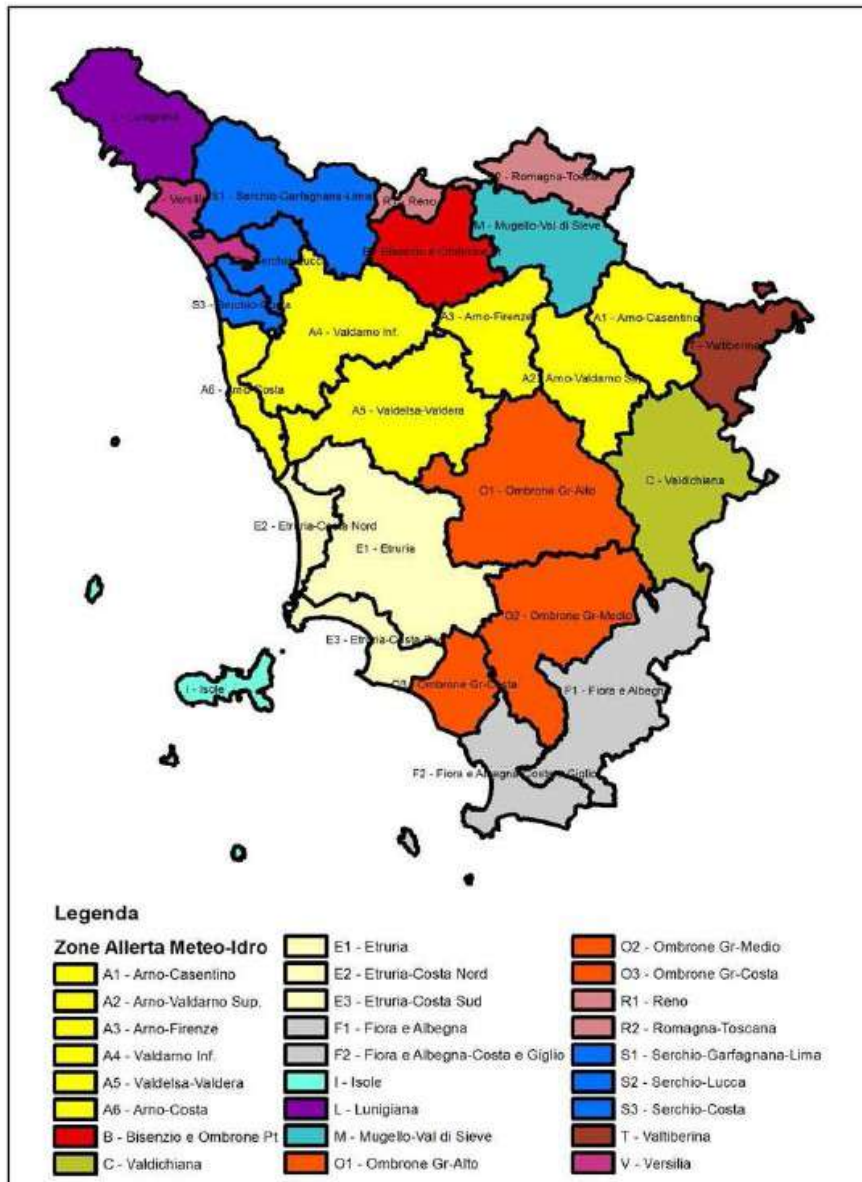 Lunigiana
Versilia
S1 - Serchio-Garfagnana-Lima
Reno
Romagna-Toscana
M - Mugello-Val di Sieve
Serchio-Lucca
S3 - Serchio-Costa
A4 - Valdarno Inf.
A3 - Arno-Firenze
A1 - Arno-Casentino
Valtiberina
A6 - Arno-Costa
A2 - Arno-Valdarno Sup.
A5 - Valdelsa-Valdera
C - Valdichiana
O1 - Ombrone Gr-Alto
E2 - Etruria-Costa Nord
E1 - Etruria
O2 - Ombrone Gr-Medio
E3 - Etruria-Costa
Ombrone Gr-Costa
I - Isole
F1 - Fiora e Albegna
F2 - Fiora e Albegna-Costa e Giglio
Legenda
Zone Allerta Meteo-Idro
A1 - Arno-Casentino
A2 - Arno-Valdarno Sup.
A3 - Arno-Firenze
A4 - Valdarno Inf.
A5 - Valdelsa-Valdera
A6 - Arno-Costa
B - Bisenzio e Ombrone Pt
C - Valdichiana
E1 - Etruria
E2 - Etruria-Costa Nord
E3 - Etruria-Costa Sud
F1 - Fiora e Albegna
F2 - Fiora e Albegna-Costa e Giglio
I - Isole
L - Lunigiana
M - Mugello-Val di Sieve
O1 - Ombrone Gr-Alto
O2 - Ombrone Gr-Medio
O3 - Ombrone Gr-Costa
R1 - Reno
R2 - Romagna-Toscana
S1 - Serchio-Garfagnana-Lima
S2 - Serchio-Lucca
S3 - Serchio-Costa
T - Valtiberina
V - Versilia